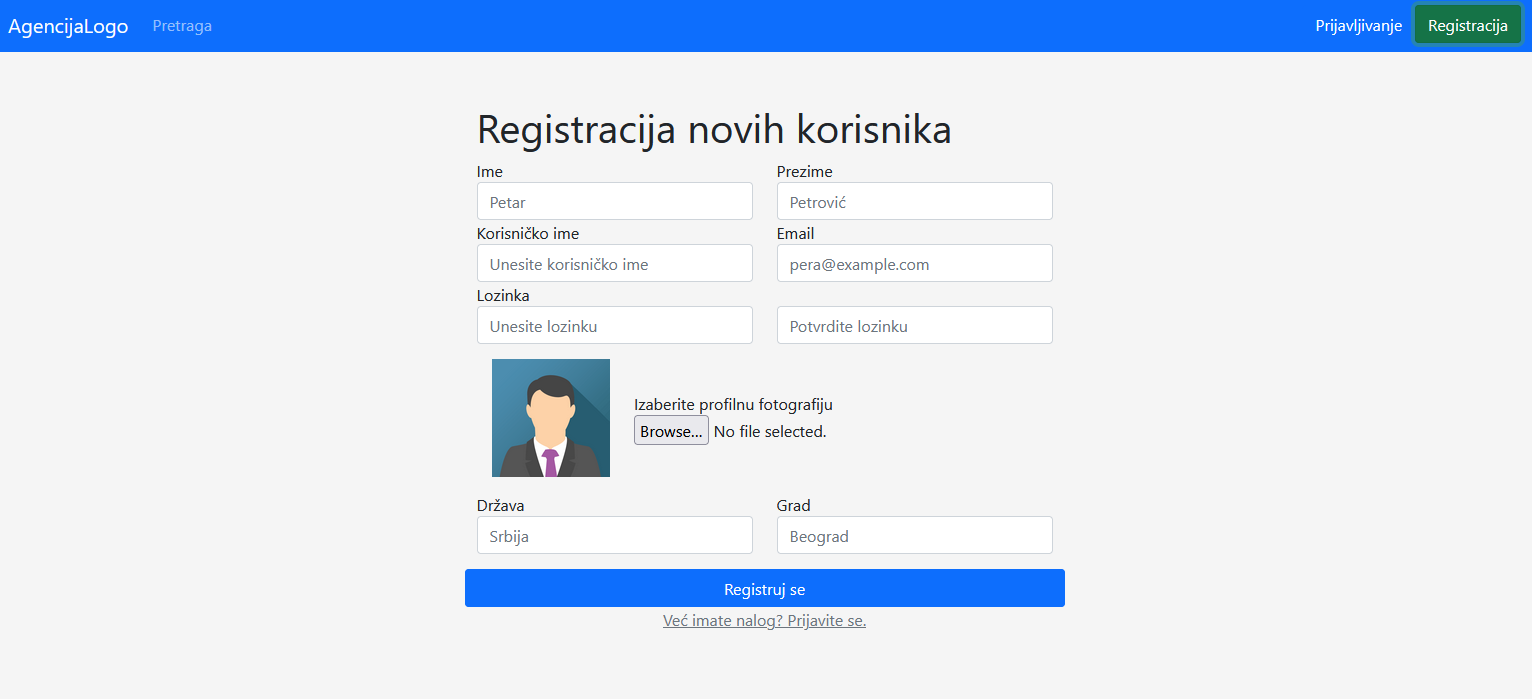 AgencijaLogo Pretraga Prijavljivanje Registracija
Registracija novih korisnika
Ime Prezime
Petar Petrović
Korisničko ime Email
Unesite korisničko ime pera@example.com
Lozinka
Unesite lozinku Potvrdite lozinku
Izaberite profilnu fotografiju
Browse... No file selected.
Država Grad
Srbija Beograd
Registruj se
Već imate nalog? Prijavite se.